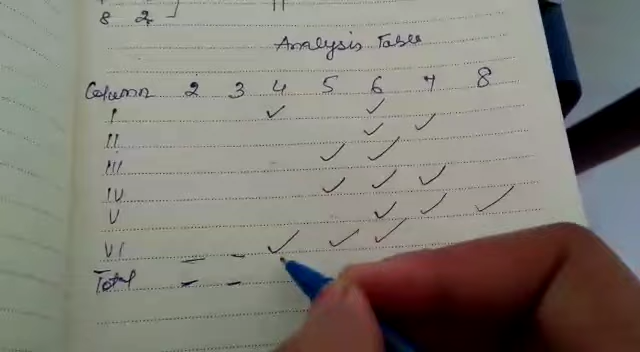 8 2
Analysis Table
Column 2 3 4 5 6 7 8
I ✓ ✓
II ✓ ✓
III ✓ ✓
IV ✓ ✓ ✓
V ✓ ✓ ✓
VI – – ✓ ✓ ✓
Total – –